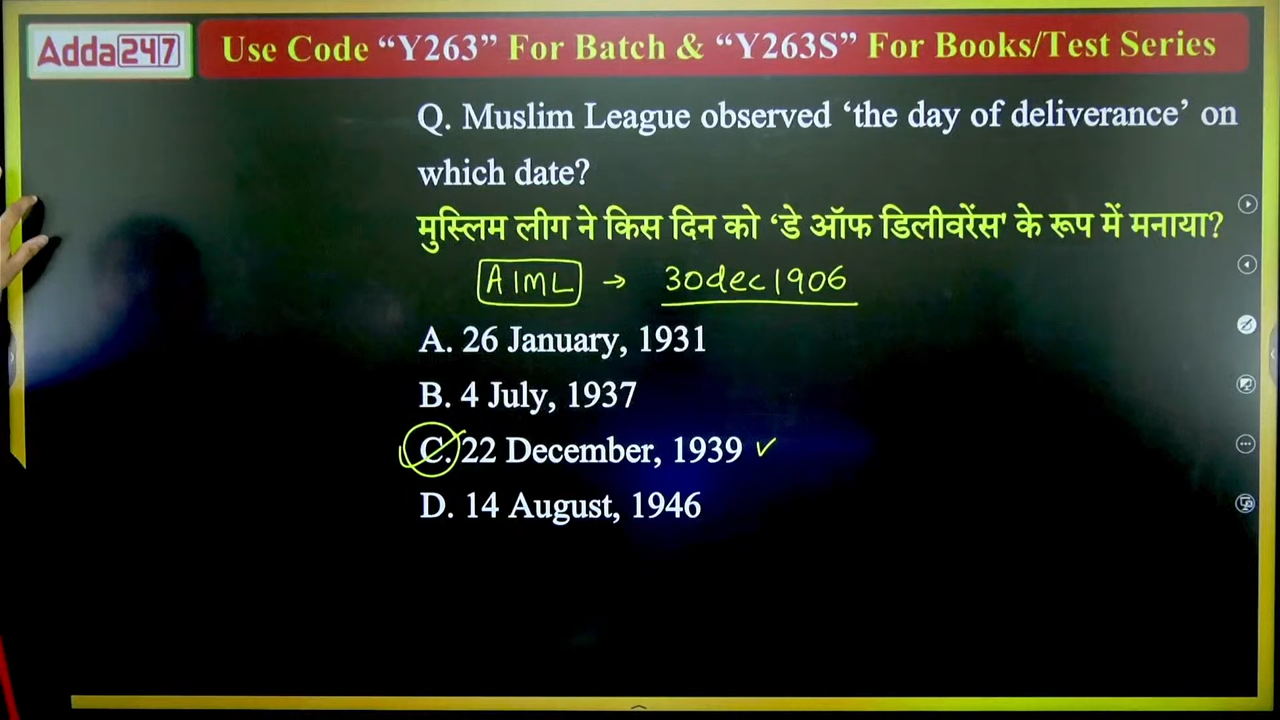 Adda247
Use Code “Y263” For Batch & “Y263S” For Books/Test Series
Q. Muslim League observed ‘the day of deliverance’ on
which date?
मुस्लिम लीग ने किस दिन को ‘डे ऑफ डिलीवरेंस' के रूप में मनाया?
AIML → 30dec1906
A. 26 January, 1931
B. 4 July, 1937
C. 22 December, 1939 ✓
D. 14 August, 1946